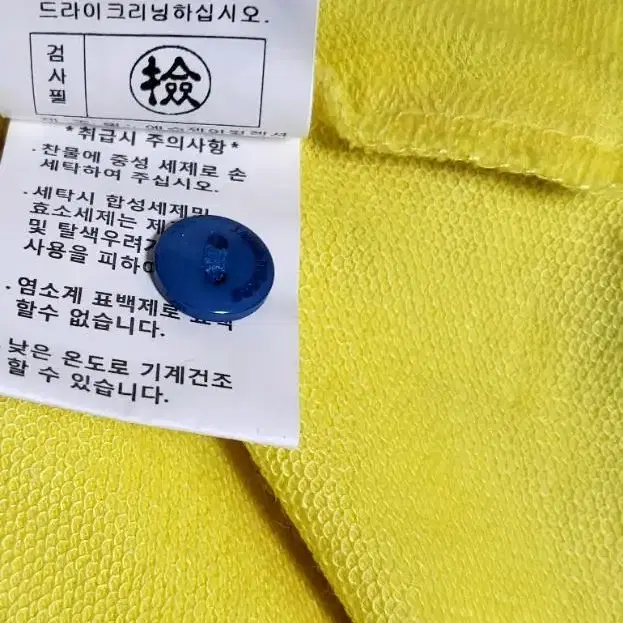 드라이크리닝하십시오.
검
사
필
檢
*취급시 주의사항*
.찬물에 중성 세제로 손
세탁하여 주십시오.
.세탁시 합성세제및
효소세제는
및 탈색우려가
사용을 피하여
.염소계 표백제로 표백
할수 없습니다.
.낮은 온도로 기계건조
할 수 있습니다.